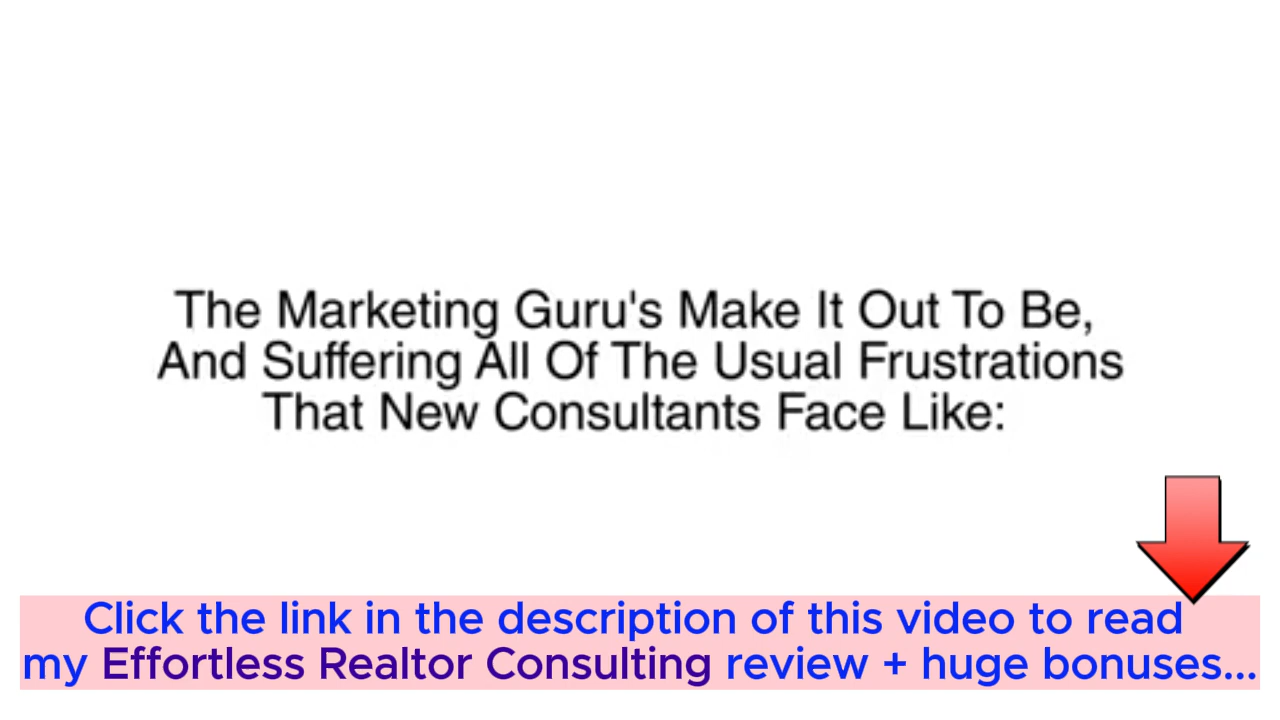 The Marketing Guru's Make It Out To Be,
And Suffering All Of The Usual Frustrations
That New Consultants Face Like:
Click the link in the description of this video to read
my Effortless Realtor Consulting review + huge bonuses...